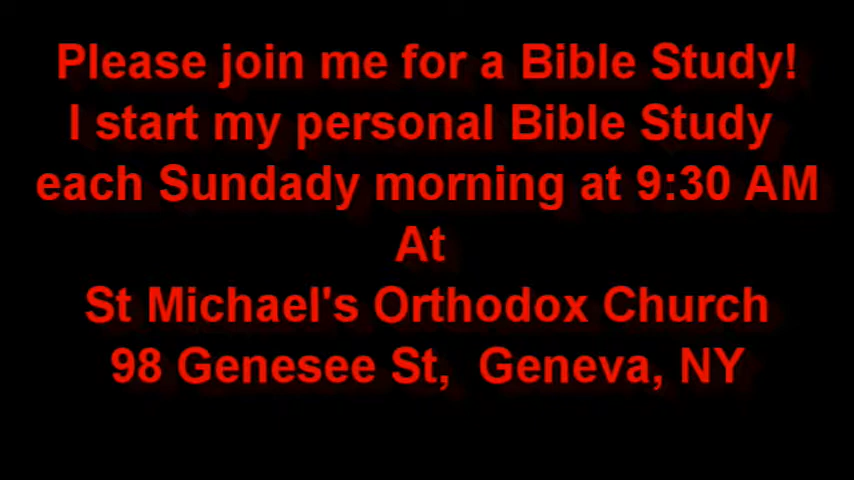 Please join me for a Bible Study!
I start my personal Bible Study
each Sundady morning at 9:30 AM
At
St Michael's Orthodox Church
98 Genesee St,  Geneva, NY